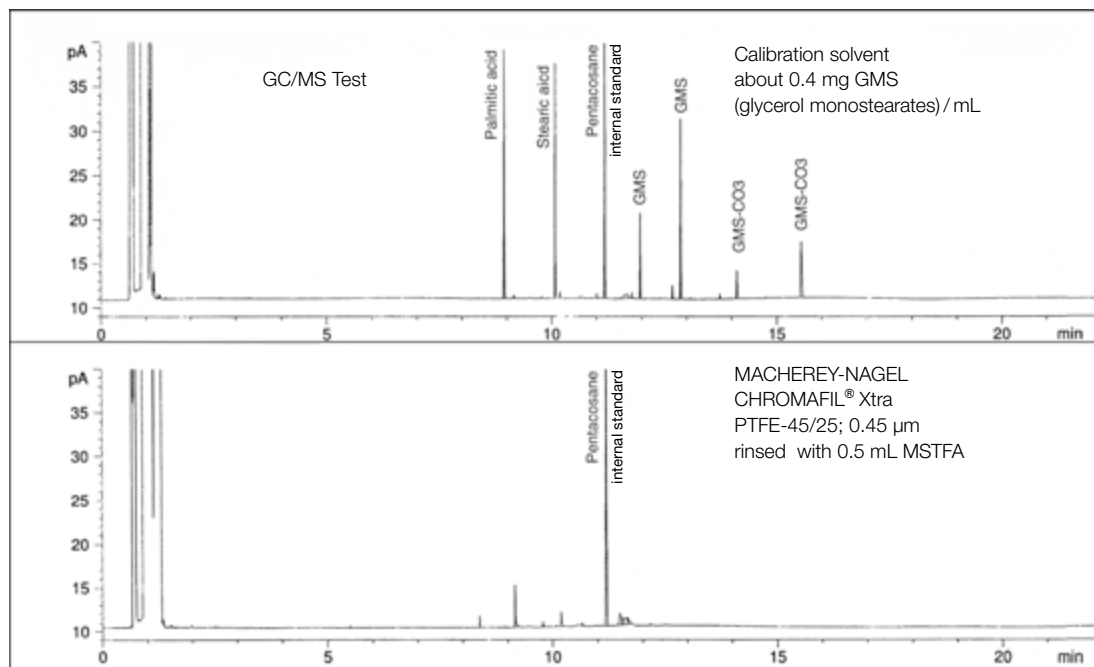 pA
35
30
25
20
15
10
GC/MS Test
Palmitic acid
Stearic aicd
Pentacosane
internal standard
GMS
GMS
GMS-CO3
GMS-CO3
Calibration solvent
about 0.4 mg GMS
(glycerol monostearates) / mL
0 5 10 15 20 min
pA
35
30
25
20
15
10
Pentacosane
internal standard
MACHEREY-NAGEL
CHROMAFIL® Xtra
PTFE-45/25; 0.45 µm
rinsed with 0.5 mL MSTFA
0 5 10 15 20 min